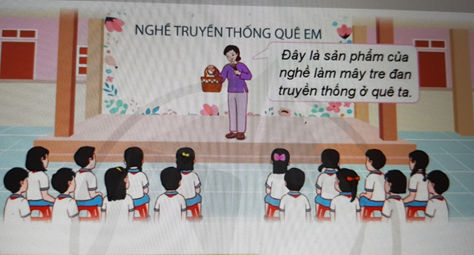 NGHỀ TRUYỀN THỐNG QUÊ EM
Đây là sản phẩm của
nghề làm mây tre đan
truyền thống ở quê ta.